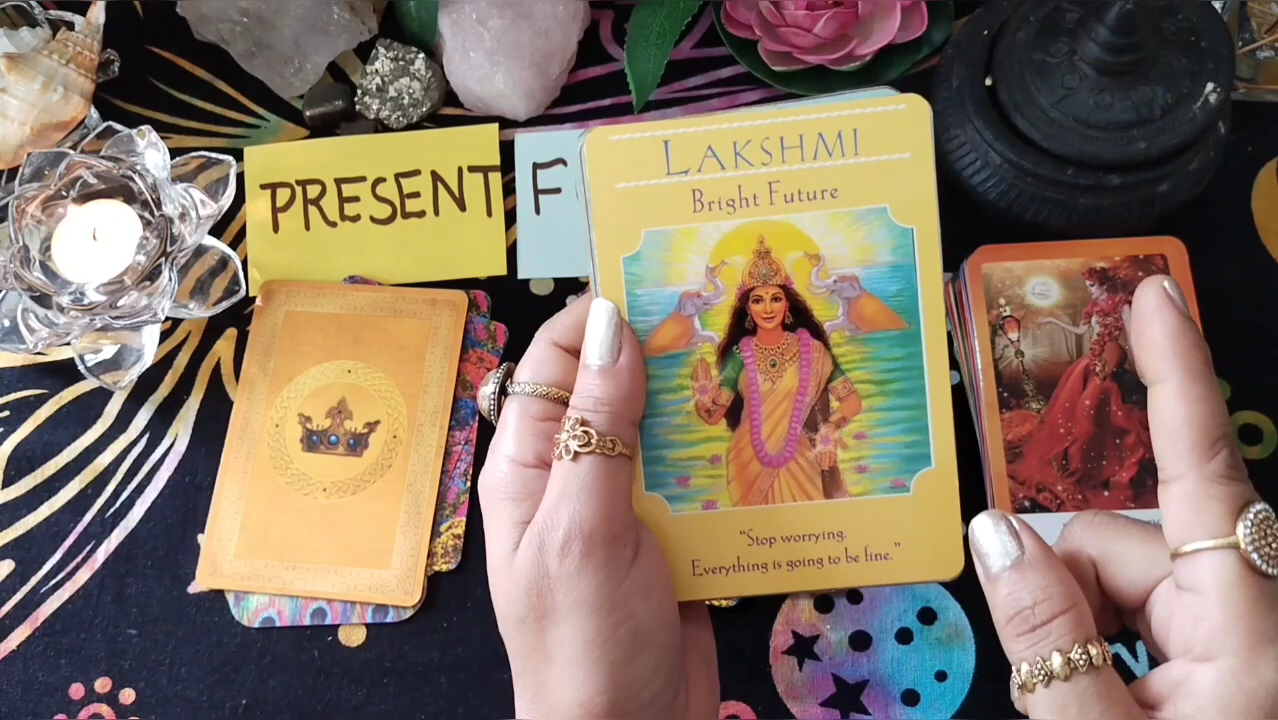 PRESENT
F
LAKSHMI
Bright Future
"Stop worrying.
Everything is going to be fine."